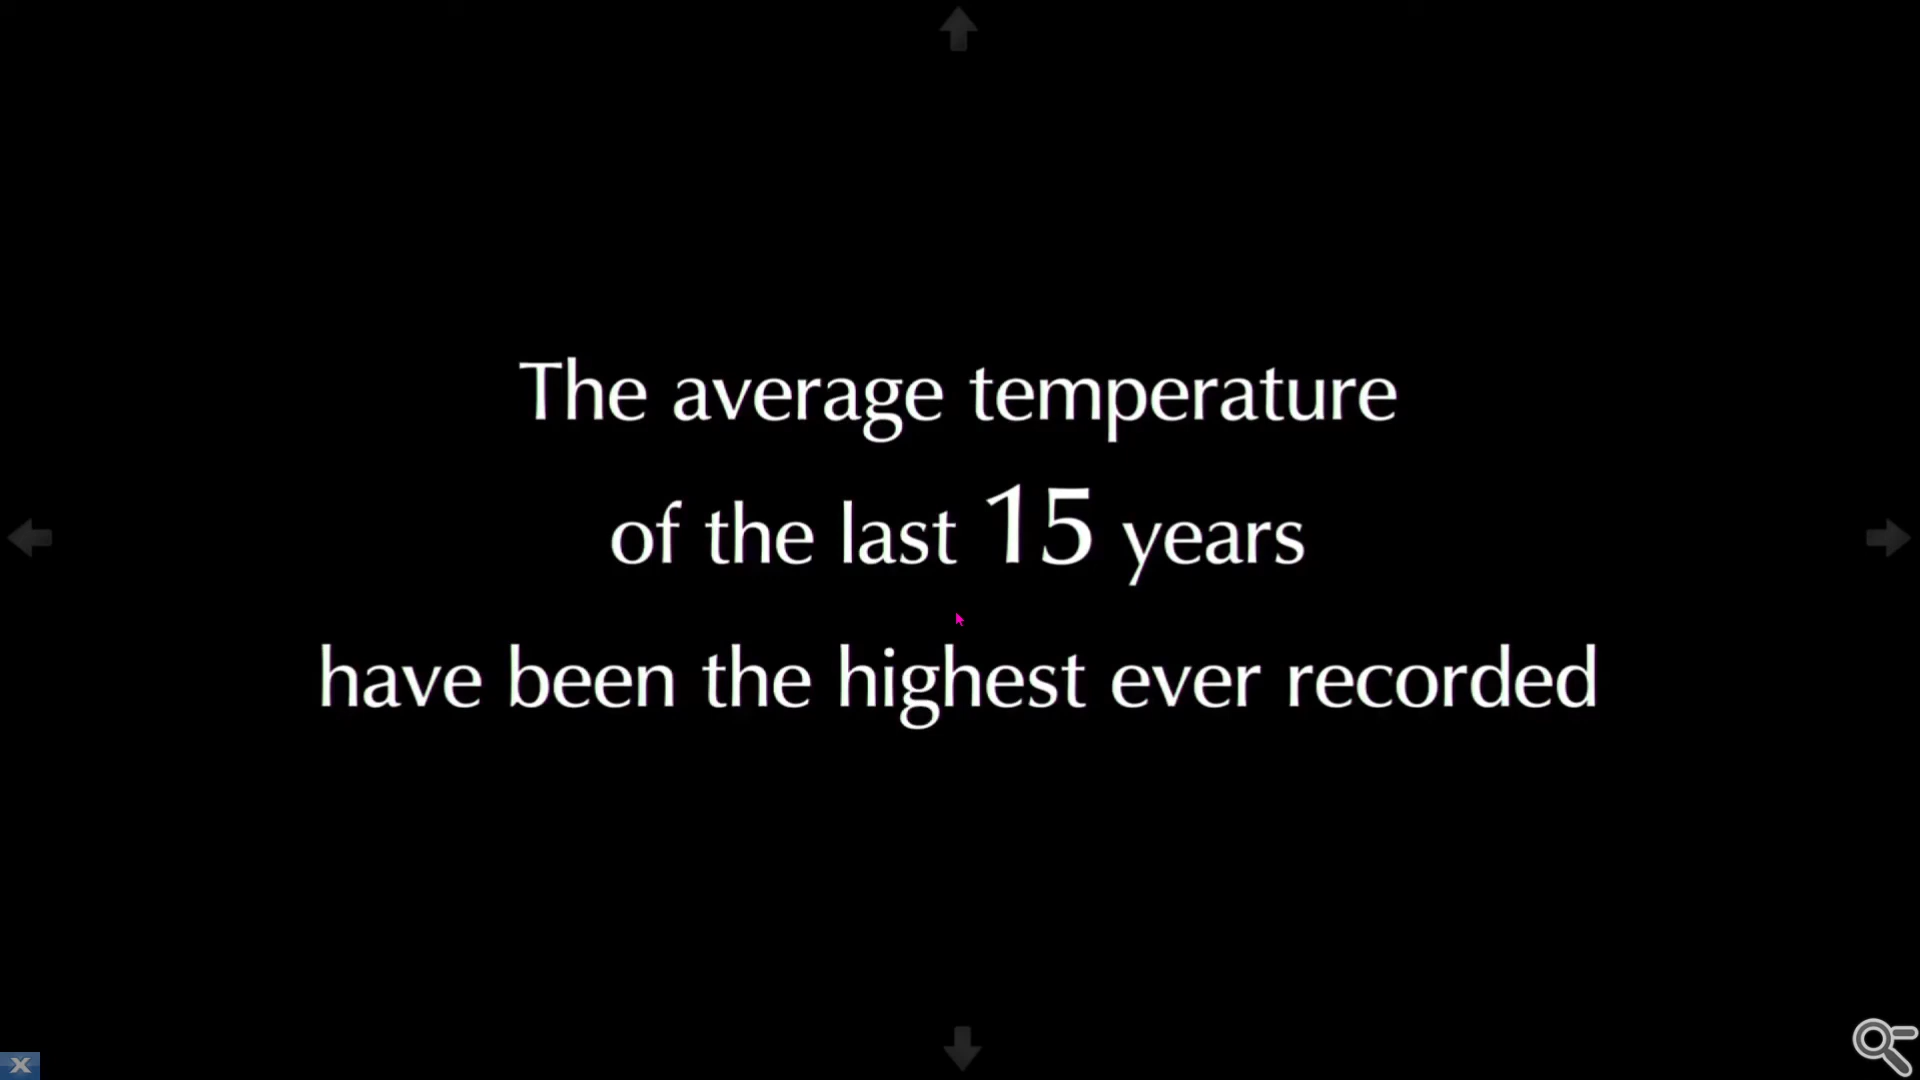 The average temperature
of the last 15 years
have been the highest ever recorded